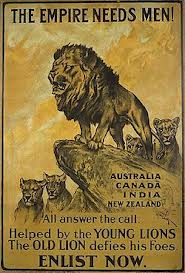 THE EMPIRE NEEDS MEN!
AUSTRALIA
CANADA
INDIA
NEW ZEALAND
All answer the call.
Helped by the YOUNG LIONS
The OLD LION defies his Foes.
ENLIST NOW.